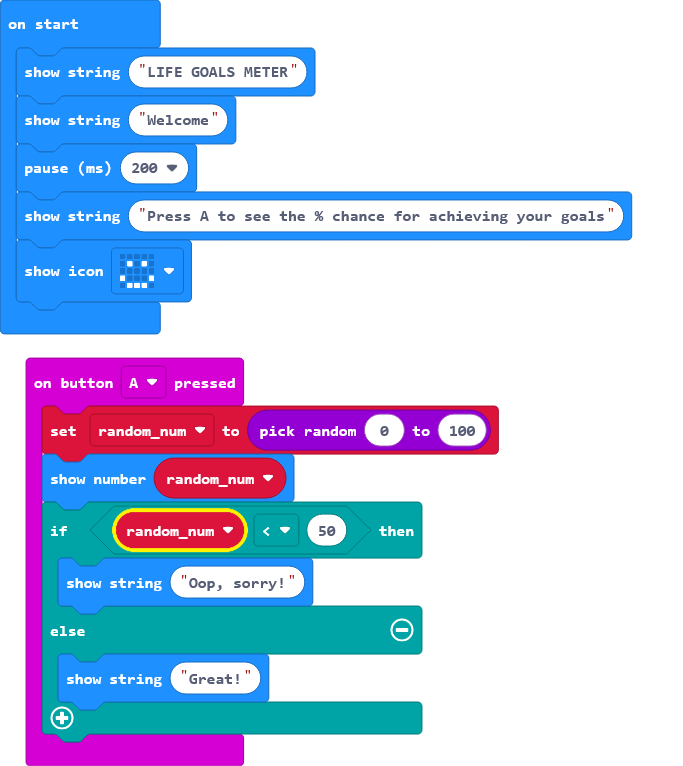 on start
show string "LIFE GOALS METER"
show string "Welcome"
pause (ms) 200
show string "Press A to see the % chance for achieving your goals"
show icon
on button A pressed
set random_num to pick random 0 to 100
show number random_num
if random_num < 50 then
show string "Oop, sorry!"
else
show string "Great!"